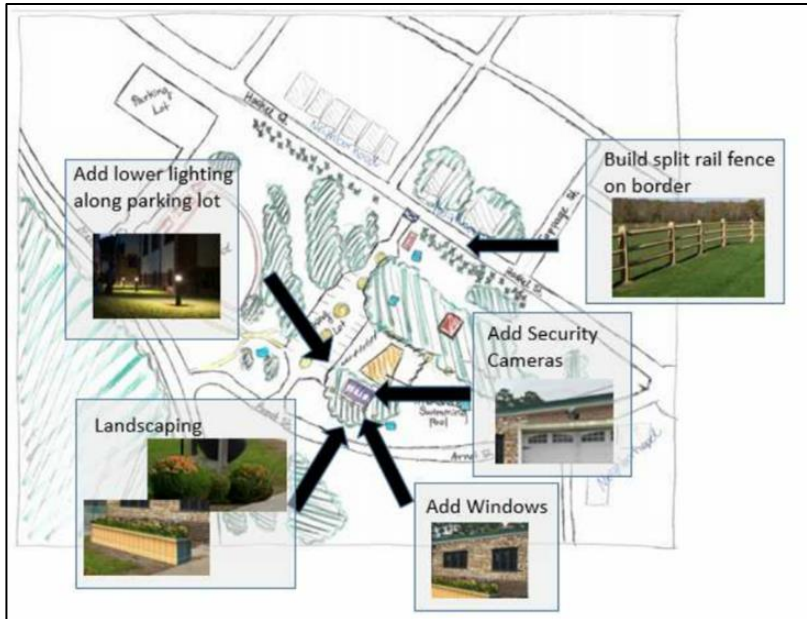 Parking
Lot
Add lower lighting
along parking lot
Build split rail fence
on border
Add Security
Cameras
Swimming
Pool
Landscaping
Add Windows